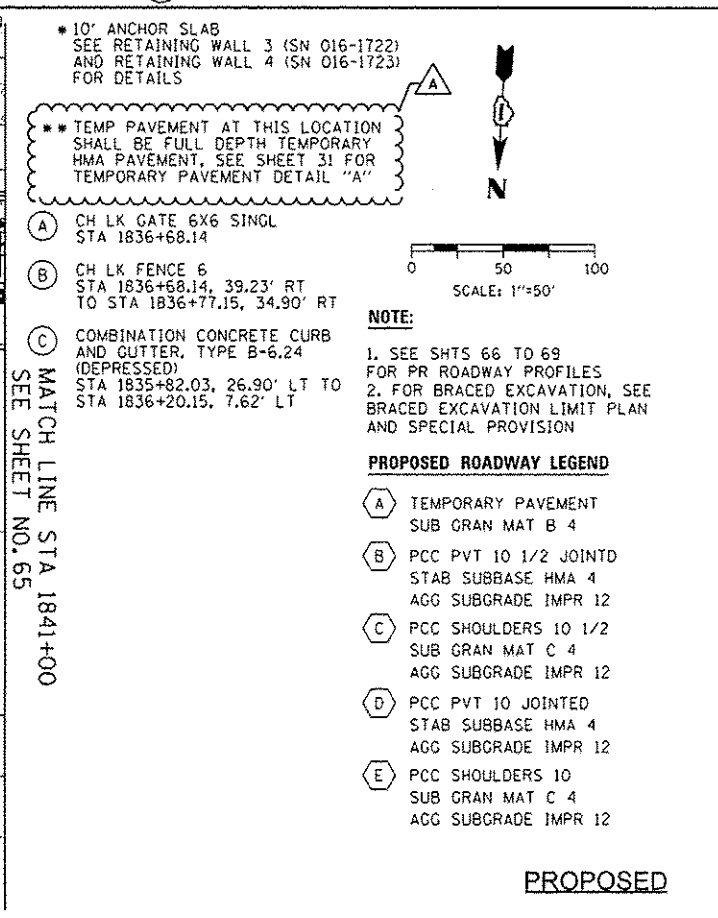 * 10' ANCHOR SLAB
SEE RETAINING WALL 3 (SN 016-1722)
AND RETAINING WALL 4 (SN 016-1723)
FOR DETAILS
A
** TEMP PAVEMENT AT THIS LOCATION
SHALL BE FULL DEPTH TEMPORARY
HMA PAVEMENT, SEE SHEET 31 FOR
TEMPORARY PAVEMENT DETAIL "A"
N
A CH LK GATE 6X6 SINGL
STA 1836+68.14
B CH LK FENCE 6
STA 1836+68.14, 39.23' RT
TO STA 1836+77.15, 34.90' RT
C COMBINATION CONCRETE CURB
AND GUTTER, TYPE B-6.24
(DEPRESSED)
STA 1835+82.03, 26.90' LT TO
STA 1836+20.15, 7.62' LT
MATCH LINE STA 1841+00
SEE SHEET NO. 65
0 50 100
SCALE: 1"=50'
NOTE:
1. SEE SHTS 66 TO 69
FOR PR ROADWAY PROFILES
2. FOR BRACED EXCAVATION, SEE
BRACED EXCAVATION LIMIT PLAN
AND SPECIAL PROVISION
PROPOSED ROADWAY LEGEND
A TEMPORARY PAVEMENT
SUB GRAN MAT B 4
B PCC PVT 10 1/2 JOINTD
STAB SUBBASE HMA 4
AGG SUBGRADE IMPR 12
C PCC SHOULDERS 10 1/2
SUB GRAN MAT C 4
AGG SUBGRADE IMPR 12
D PCC PVT 10 JOINTED
STAB SUBBASE HMA 4
AGG SUBGRADE IMPR 12
E PCC SHOULDERS 10
SUB GRAN MAT C 4
AGG SUBGRADE IMPR 12
PROPOSED